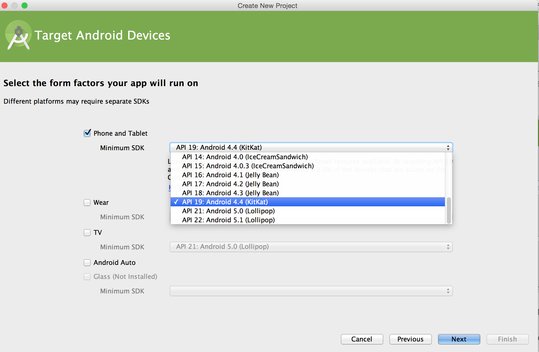 Create New Project
Target Android Devices
Select the form factors your app will run on
Different platforms may require separate SDKs
Phone and Tablet
Minimum SDK
API 19: Android 4.4 (KitKat)
API 14: Android 4.0 (IceCreamSandwich)
API 15: Android 4.0.3 (IceCreamSandwich)
API 16: Android 4.1 (Jelly Bean)
API 17: Android 4.2 (Jelly Bean)
API 18: Android 4.3 (Jelly Bean)
API 19: Android 4.4 (KitKat)
API 21: Android 5.0 (Lollipop)
API 22: Android 5.1 (Lollipop)
Wear
Minimum SDK
TV
Minimum SDK
API 21: Android 5.0 (Lollipop)
Android Auto
Glass (Not Installed)
Minimum SDK
Cancel
Previous
Next
Finish